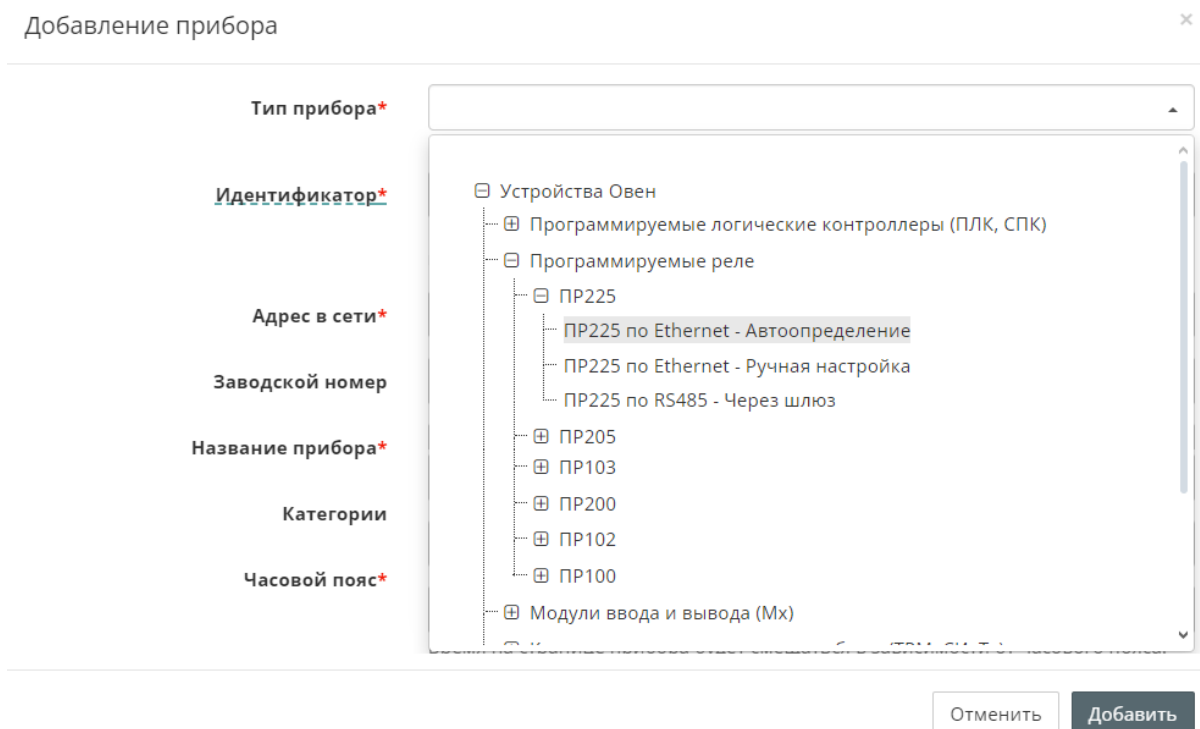 Добавление прибора
×
Тип прибора*
Идентификатор*
Устройства Овен
Программируемые логические контроллеры (ПЛК, СПК)
Программируемые реле
ПР225
Адрес в сети*
ПР225 по Ethernet - Автоопределение
ПР225 по Ethernet - Ручная настройка
Заводской номер
ПР225 по RS485 - Через шлюз
ПР205
Название прибора*
ПР103
ПР200
Категории
ПР102
ПР100
Часовой пояс*
Модули ввода и вывода (Мх)
Отменить
Добавить